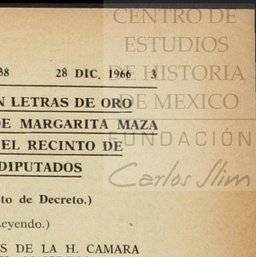 CENTRO DE
ESTUDIOS
DE HISTORIA
DE MEXICO
FUNDACIÓN
Carlos Slim
38 28 DIC, 1966 3
N LETRAS DE ORO
DE MARGARITA MAZA
EL RECINTO DE
DIPUTADOS
to de Decreto.)
eyendo.)
S DE LA H. CAMARA